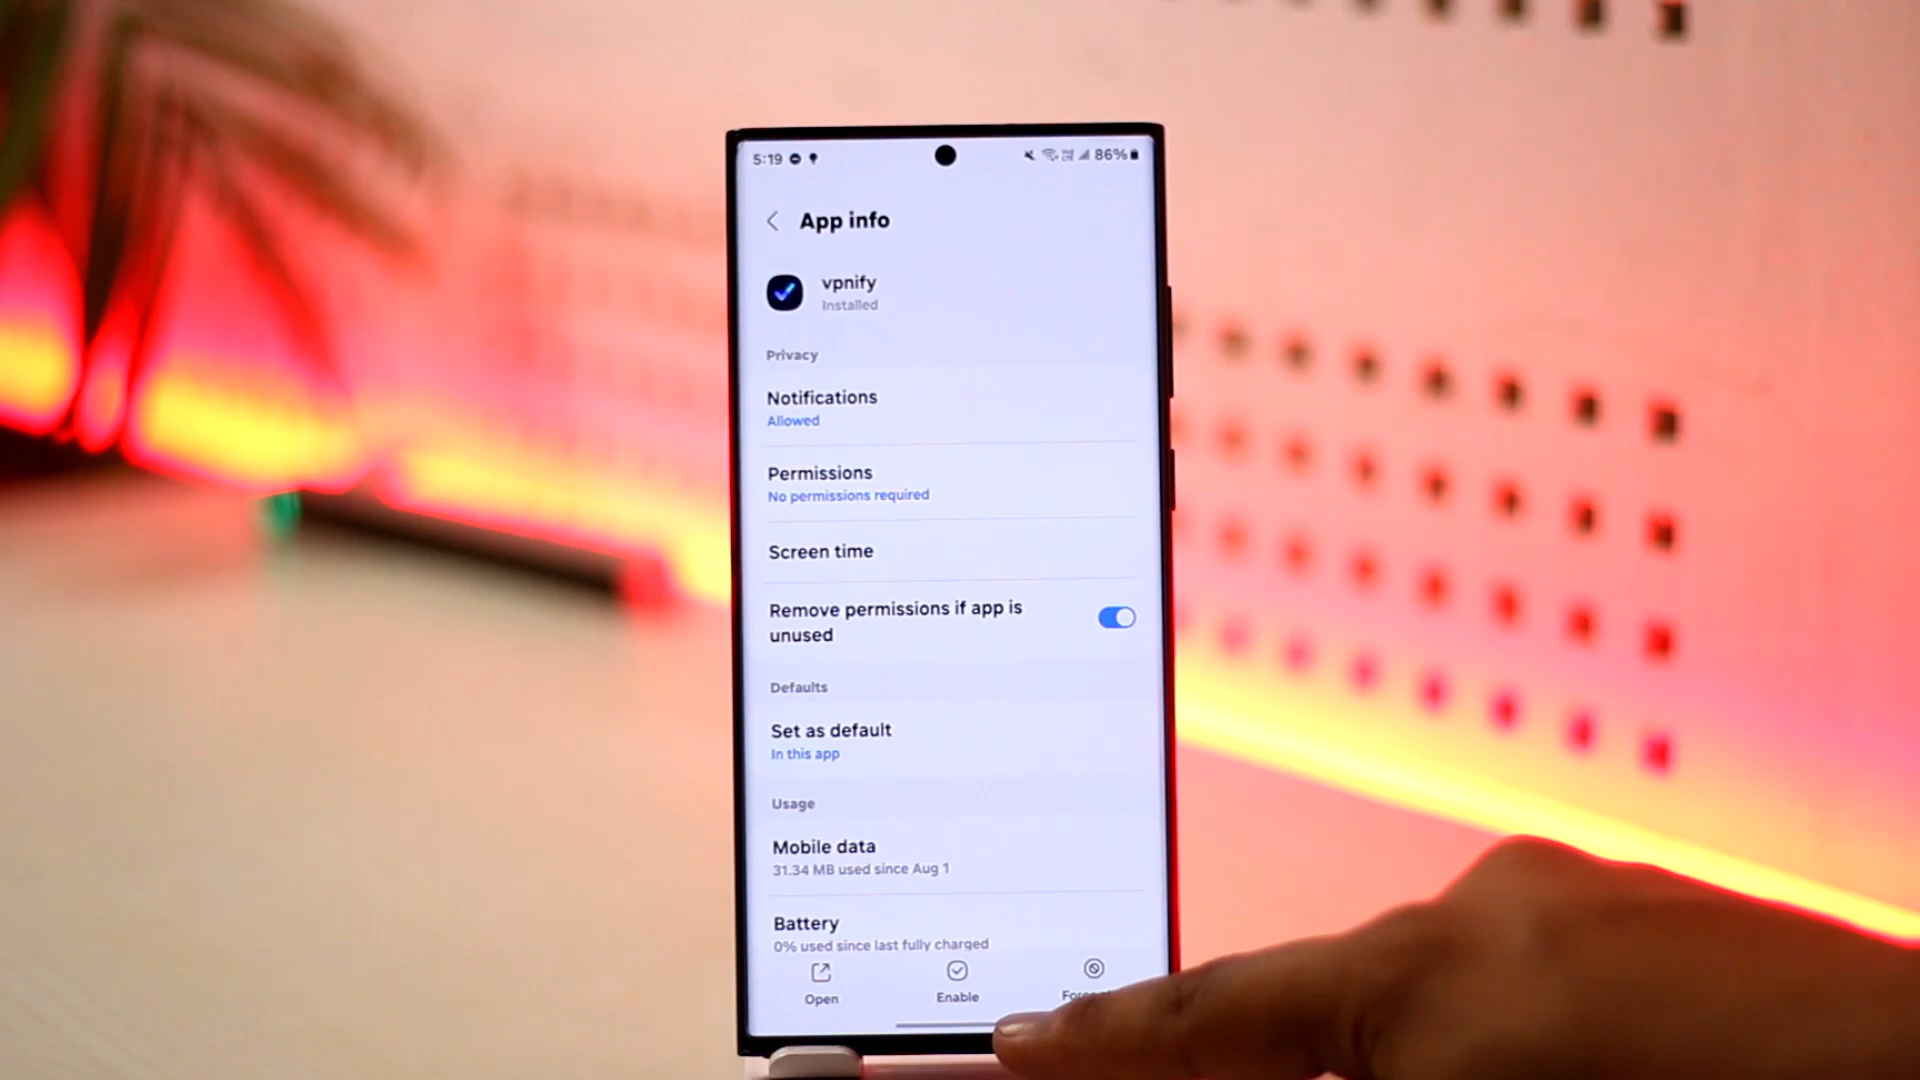 5:19
86%
App info
vpnify
Installed
Privacy
Notifications
Allowed
Permissions
No permissions required
Screen time
Remove permissions if app is
unused
Defaults
Set as default
In this app
Usage
Mobile data
31.34 MB used since Aug 1
Battery
0% used since last fully charged
Open
Enable